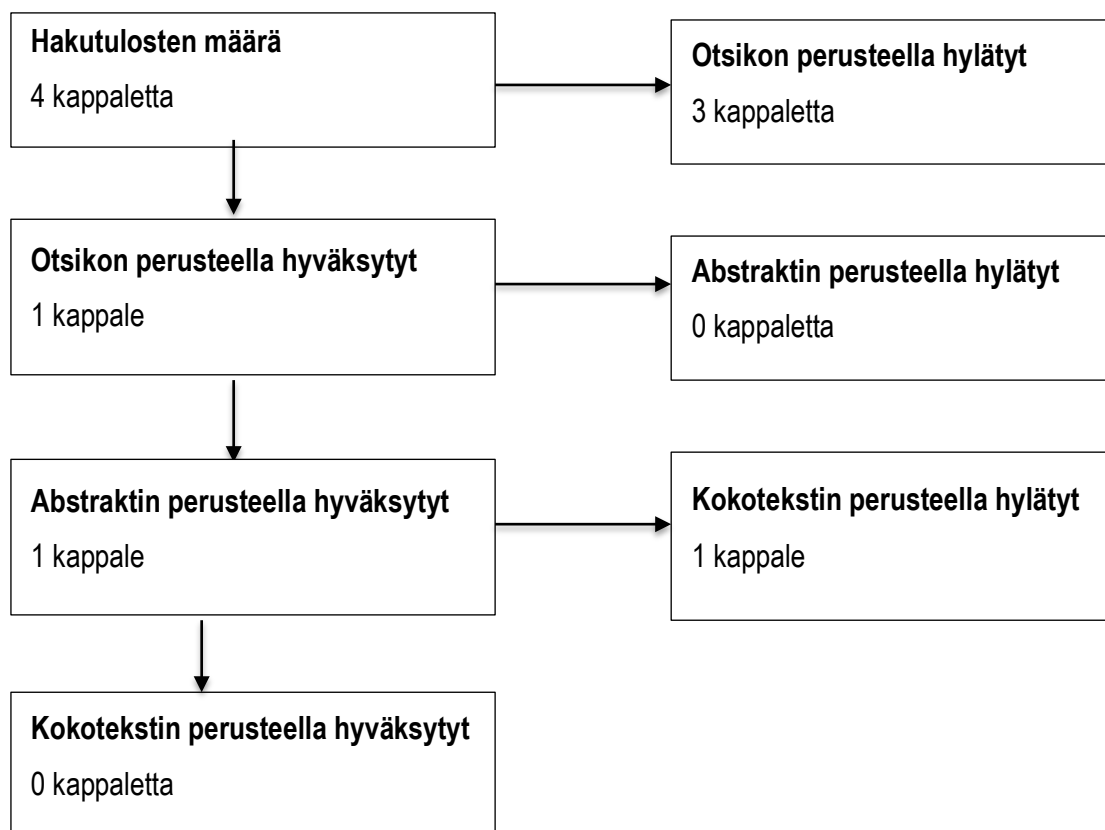 Hakutulosten määrä
4 kappaletta
Otsikon perusteella hylätyt
3 kappaletta
Otsikon perusteella hyväksytyt
1 kappale
Abstraktin perusteella hylätyt
0 kappaletta
Abstraktin perusteella hyväksytyt
1 kappale
Kokotekstin perusteella hylätyt
1 kappale
Kokotekstin perusteella hyväksytyt
0 kappaletta